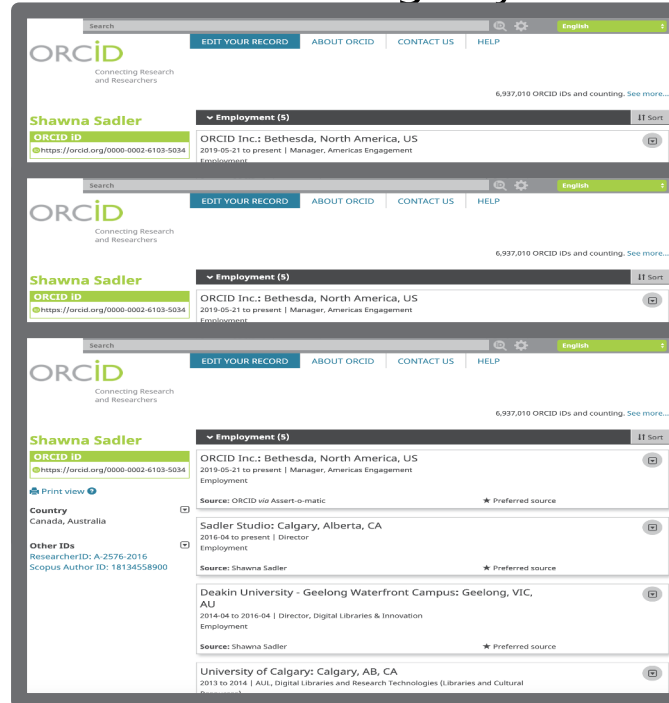 Search
English
ORCiD
EDIT YOUR RECORD ABOUT ORCID CONTACT US HELP
Connecting Research
and Researchers
6,937,010 ORCID iDs and counting. See more...
Shawna Sadler
Employment (5) Sort
ORCID iD
https://orcid.org/0000-0002-6103-5034
ORCID Inc.: Bethesda, North America, US
2019-05-21 to present | Manager, Americas Engagement
Employment
Search
English
ORCiD
EDIT YOUR RECORD ABOUT ORCID CONTACT US HELP
Connecting Research
and Researchers
6,937,010 ORCID iDs and counting. See more...
Shawna Sadler
Employment (5) Sort
ORCID iD
https://orcid.org/0000-0002-6103-5034
ORCID Inc.: Bethesda, North America, US
2019-05-21 to present | Manager, Americas Engagement
Employment
Search
English
ORCiD
EDIT YOUR RECORD ABOUT ORCID CONTACT US HELP
Connecting Research
and Researchers
6,937,010 ORCID iDs and counting. See more...
Shawna Sadler
ORCID iD
https://orcid.org/0000-0002-6103-5034
Print view
Country
Canada, Australia
Other IDs
ResearcherID: A-2576-2016
Scopus Author ID: 18134558900
Employment (5) Sort
ORCID Inc.: Bethesda, North America, US
2019-05-21 to present | Manager, Americas Engagement
Employment
Source: ORCID via Assert-o-matic ★ Preferred source
Sadler Studio: Calgary, Alberta, CA
2016-04 to present | Director
Employment
Source: Shawna Sadler ★ Preferred source
Deakin University - Geelong Waterfront Campus: Geelong, VIC,
AU
2014-04 to 2016-04 | Director, Digital Libraries & Innovation
Employment
Source: Shawna Sadler ★ Preferred source
University of Calgary: Calgary, AB, CA
2013 to 2014 | AUL, Digital Libraries and Research Technologies (Libraries and Cultural